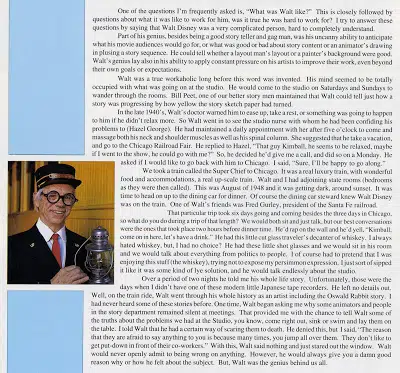 One of the questions I'm frequently asked is, "What was Walt like?" This is closely followed by
questions about what it was like to work for him, was it true he was hard to work for? I try to answer these
questions by saying that Walt Disney was a very complicated person, hard to completely understand.
Part of his genius, besides being a good story teller and gag man, was his uncanny ability to anticipate
what his movie audiences would go for, or what was good or bad about story content or an animator's drawing
in plusing a story sequence. He could tell whether a layout man's layout or a painter's background were good.
Walt's genius lay also in his ability to apply constant pressure on his artists to improve their work, even beyond
their own goals or expectations.
Walt was a true workaholic long before this word was invented. His mind seemed to be totally
occupied with what was going on at the studio. He would come to the studio on Saturdays and Sundays to
wander through the rooms. Bill Peet, one of our better story men maintained that Walt could tell just how a
story was progressing by how yellow the story sketch paper had turned.
In the late 1940's, Walt's doctor warned him to ease up, take a rest, or something was going to happen
to him if he didn't relax more. So Walt went in to see the studio nurse with whom he had been confiding his
problems to (Hazel George). He had maintained a daily appointment with her after five o'clock to come and
massage both his neck and shoulder muscles as well as his spinal column. She suggested that he take a vacation,
and go to the Chicago Railroad Fair. He replied to Hazel, "That guy Kimball, he seems to be relaxed, maybe
if I went to the show, he could go with me?" So, he decided he'd give me a call, and did so on a Monday. He
asked if I would like to go back with him to Chicago. I said, "Sure, I'll be happy to go along."
We took a train called the Super Chief to Chicago. It was a real luxury train, with wonderful
food and accommodations, a real up-scale train. Walt and I had adjoining state rooms (bedrooms
as they were then called). This was August of 1948 and it was getting dark, around sunset. It was
time to head on up to the dining car for dinner. Of course the dining car steward knew Walt Disney
was on the train. One of Walt's friends was Fred Gurley, president of the Santa Fe railroad.
That particular trip took six days going and coming besides the three days in Chicago,
so what do you do during a trip of that length? We would both sit and just talk, but our best conversations
were the ones that took place two hours before dinner time. He'd rap on the wall and he'd yell, "Kimball,
come on in here, let's have a drink." He had this little cut glass traveler's decanter of whiskey. I always
hated whiskey, but, I had no choice! He had these little shot glasses and we would sit in his room
and we would talk about everything from politics to people. I of course had to pretend that I was
enjoying this stuff (the whiskey), trying not to expose my persimmon expression. I just sort of sipped
it like it was some kind of lye solution, and he would talk endlessly about the studio.
Over a period of two nights he told me his whole life story. Unfortunately, those were the
days when I didn't have one of these modern little Japanese tape recorders. He left no details out.
Well, on the train ride, Walt went through his whole history as an artist including the Oswald Rabbit story. I
had never heard some of these stories before. One time, Walt began asking me why some animators and people
in the story department remained silent at meetings. That provided me with the chance to tell Walt some of
the truths about the problems we had at the Studio, you know, come right out, sink or swim and lay them on
the table. I told Walt that he had a certain way of scaring them to death. He denied this, but I said, "The reason
that they are afraid to say anything to you is because many times, you jump all over them. They don't like to
get put-down in front of their co-workers." With this, Walt said nothing and just stared out the window. Walt
would never openly admit to being wrong on anything. However, he would always give you a damn good
reason why or how he felt about the subject. But, Walt was the genius behind us all.